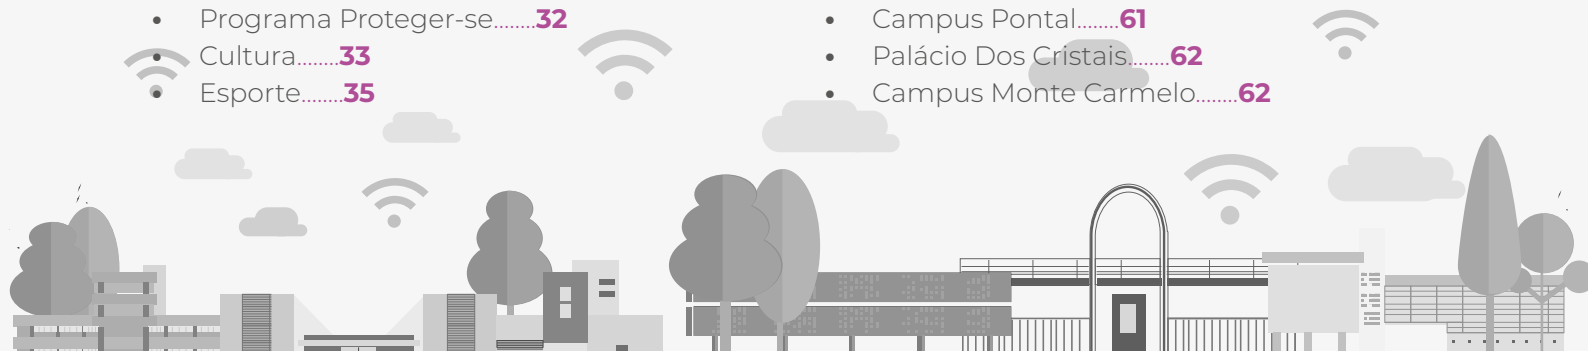 • Programa Proteger-se........32
• Cultura........33
• Esporte........35
• Campus Pontal........61
• Palácio Dos Cristais........62
• Campus Monte Carmelo........62